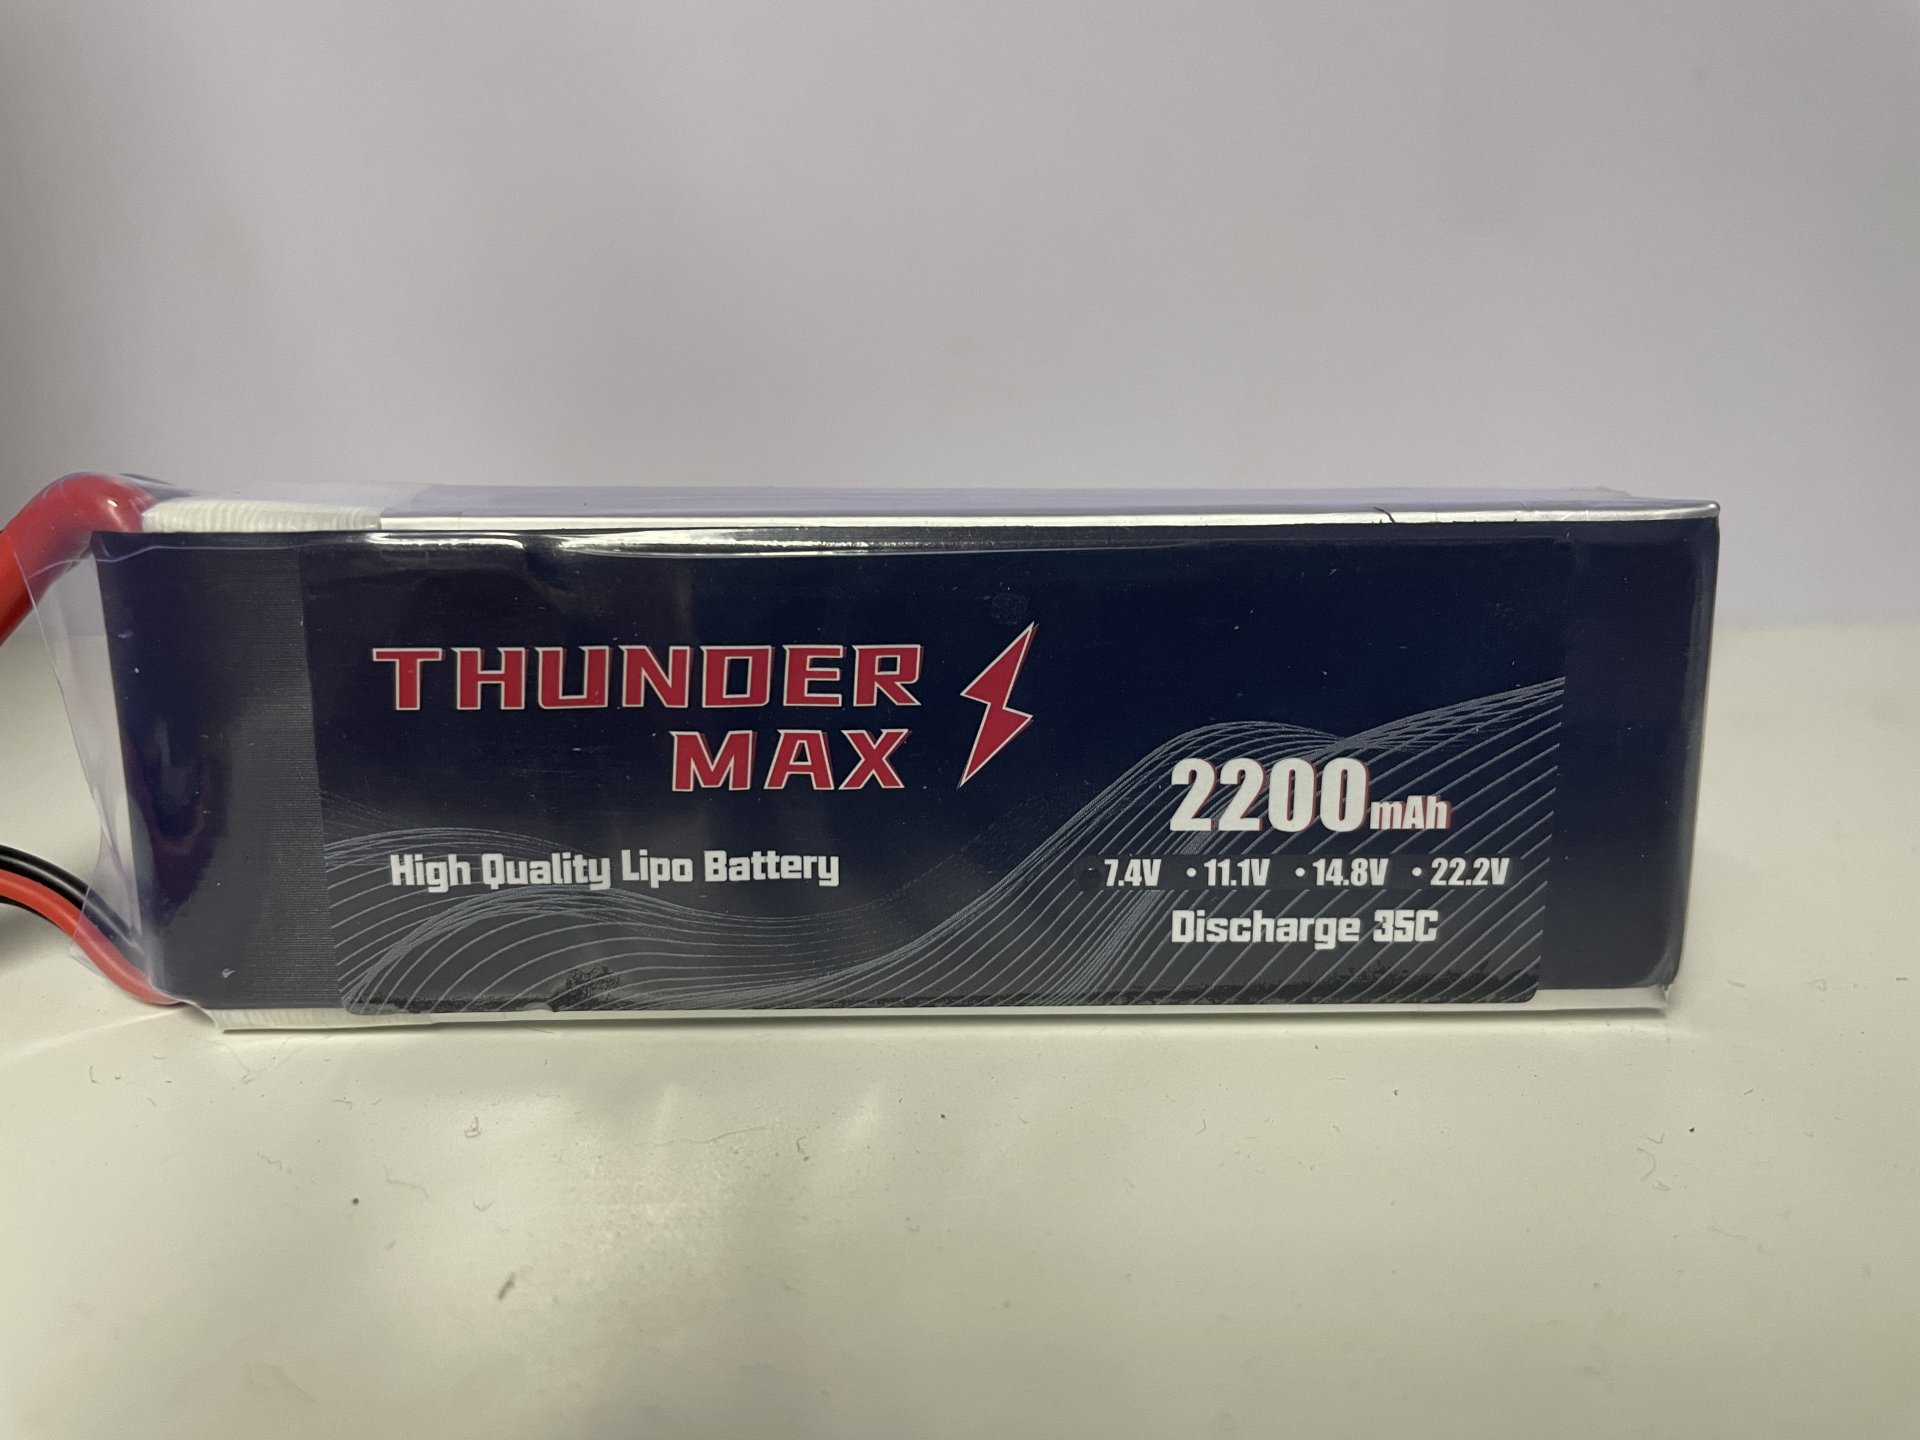 THUNDER
MAX
High Quality Lipo Battery
2200mAh
7.4V • 11.1V • 14.8V • 22.2V
Discharge 35C